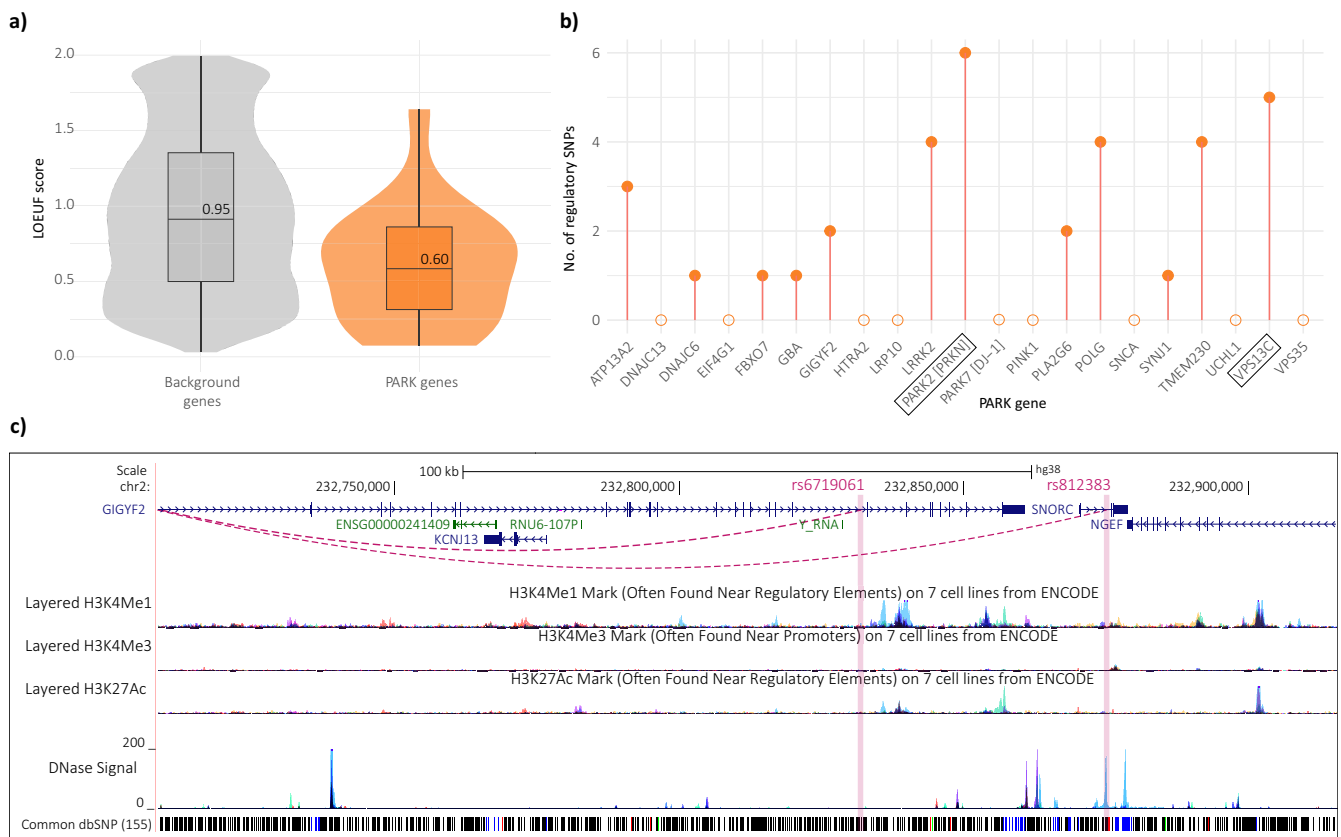 a)
2.0
1.5
1.0
0.5
0.0
LOEUF score
0.95
0.60
Background
genes
PARK genes
b)
6
4
2
0
No. of regulatory SNPs
ATP13A2
DNAJC13
DNAJC6
EIF4G1
FBXO7
GBA
GIGYF2
HTRA2
LRP10
LRRK2
PARK2 [PRKN]
PARK7 [DJ-1]
PINK1
PLA2G6
POLG
SNCA
SYNJ1
TMEM230
UCHL1
VPS13C
VPS35
PARK gene
c)
Scale 100 kb hg38
chr2: 232,750,000 232,800,000 rs6719061 232,850,000 rs812383 232,900,000
GIGYF2 SNORC
ENSG00000241409 RNU6-107P Y_RNA NGEF
KCNJ13
H3K4Me1 Mark (Often Found Near Regulatory Elements) on 7 cell lines from ENCODE
Layered H3K4Me1
H3K4Me3 Mark (Often Found Near Promoters) on 7 cell lines from ENCODE
Layered H3K4Me3
H3K27Ac Mark (Often Found Near Regulatory Elements) on 7 cell lines from ENCODE
Layered H3K27Ac
200
DNase Signal
0
Common dbSNP (155)